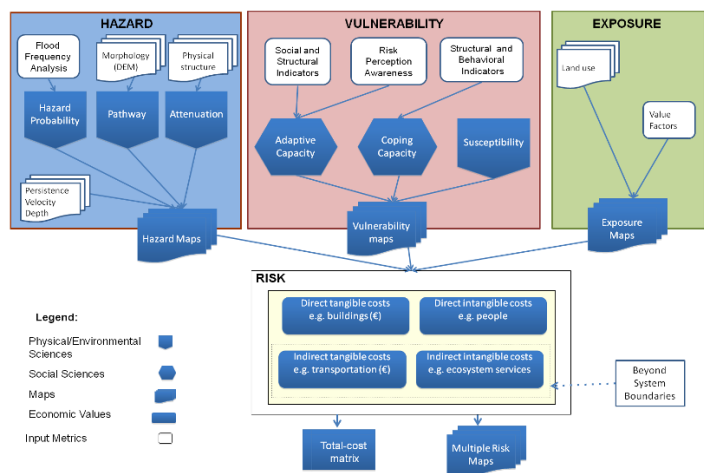 HAZARD
Flood
Frequency
Analysis
Morphology
(DEM)
Physical
structure
Hazard
Probability
Pathway
Attenuation
Persistence
Velocity
Depth
Hazard Maps
VULNERABILITY
Social and
Structural
Indicators
Risk
Perception
Awareness
Structural and
Behavioral
Indicators
Adaptive
Capacity
Coping
Capacity
Susceptibility
Vulnerability
maps
EXPOSURE
Land use
Value
Factors
Exposure
Maps
RISK
Direct tangible costs
e.g. buildings (€)
Direct intangible costs
e.g. people
Indirect tangible costs
e.g. transportation (€)
Indirect intangible costs
e.g. ecosystem services
Beyond
System
Boundaries
Total-cost
matrix
Multiple Risk
Maps
Legend:
Physical/Environmental
Sciences
Social Sciences
Maps
Economic Values
Input Metrics